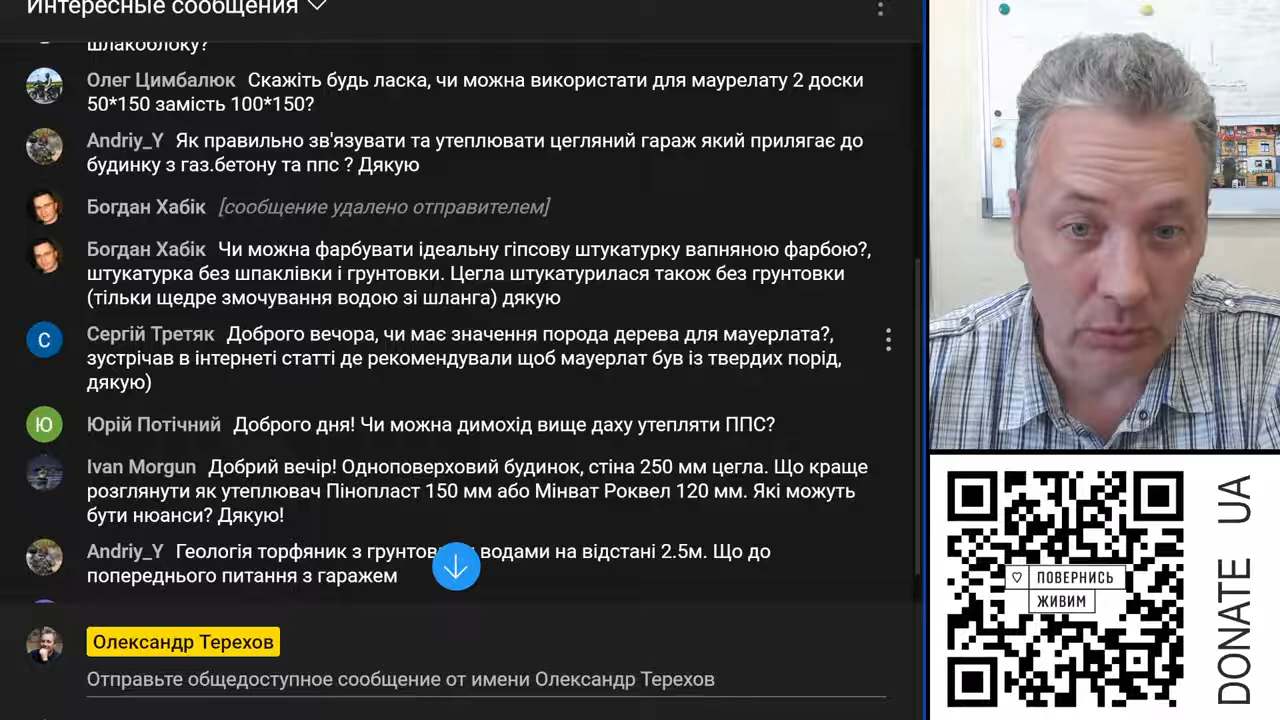 Интересные сообщения
шлакоблоку?
Олег Цимбалюк Скажіть будь ласка, чи можна використати для маурелату 2 доски
50*150 замість 100*150?
Andriy_Y Як правильно зв'язувати та утеплювати цегляний гараж який прилягає до
будинку з газ.бетону та ппс ? Дякую
Богдан Хабік [сообщение удалено отправителем]
Богдан Хабік Чи можна фарбувати ідеальну гіпсову штукатурку вапняною фарбою?,
штукатурка без шпаклівки і грунтовки. Цегла штукатурилася також без грунтовки
(тільки щедре змочування водою зі шланга) дякую
С
Сергій Третяк Доброго вечора, чи має значення порода дерева для мауерлата?,
зустрічав в інтернеті статті де рекомендували щоб мауерлат був із твердих порід,
дякую)
Ю
Юрій Потічний Доброго дня! Чи можна димохід вище даху утепляти ППС?
Ivan Morgun Добрий вечір! Одноповерховий будинок, стіна 250 мм цегла. Що краще
розглянути як утеплювач Пінопласт 150 мм або Мінват Роквел 120 мм. Які можуть
бути нюанси? Дякую!
Andriy_Y Геологія торфяник з водами на відстані 2.5м. Що до
попереднього питання з гаражем
Олександр Терехов
Отправьте общедоступное сообщение от имени Олександр Терехов
ПОВЕРНИСЬ
ЖИВИМ
DONATE UA